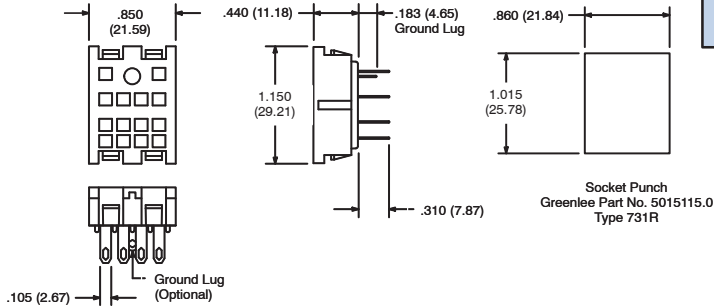 .850
(21.59)
.440 (11.18)
.183 (4.65)
Ground Lug
.860 (21.84)
1.150
(29.21)
1.015
(25.78)
.310 (7.87)
Socket Punch
Greenlee Part No. 5015115.0
Type 731R
Ground Lug
(Optional)
.105 (2.67)